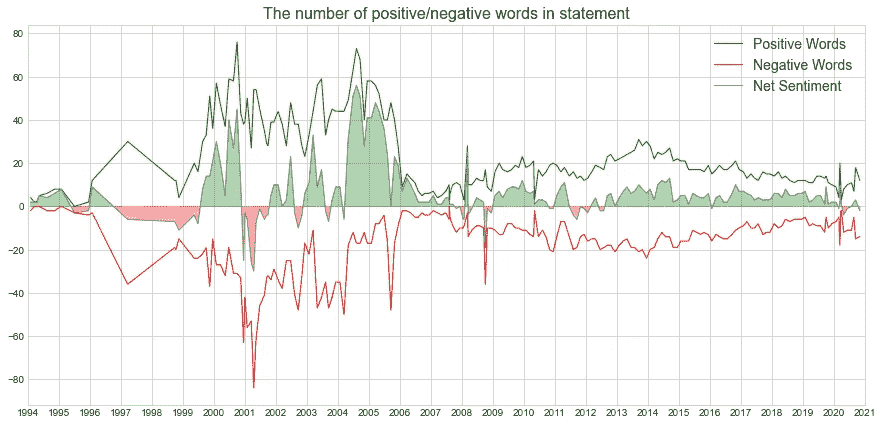 The number of positive/negative words in statement
Positive Words
Negative Words
Net Sentiment
80
60
40
20
0
−20
−40
−60
−80
1994 1995 1996 1997 1998 1999 2000 2001 2002 2003 2004 2005 2006 2007 2008 2009 2010 2011 2012 2013 2014 2015 2016 2017 2018 2019 2020 2021